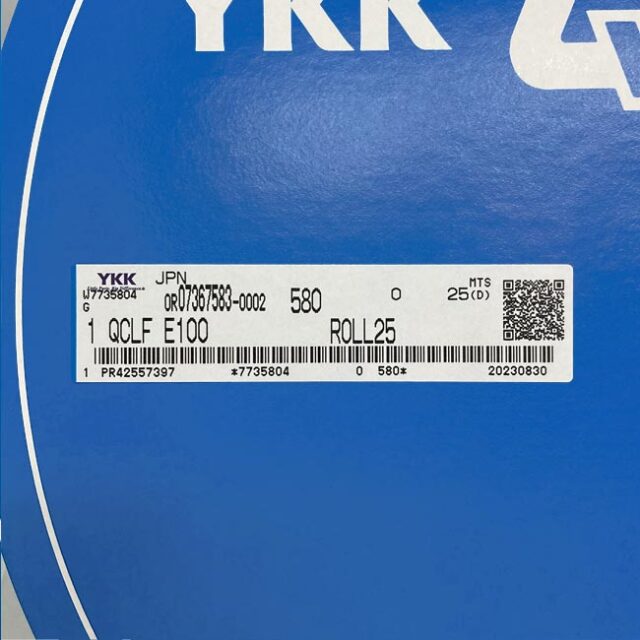 YKK
YKK JPN
W7735804 0R07367583-0002 580 0 25(D) MTS
G
1 QCLF E100 ROLL25
1 PR42557397 *7735804 0 580* 20230830